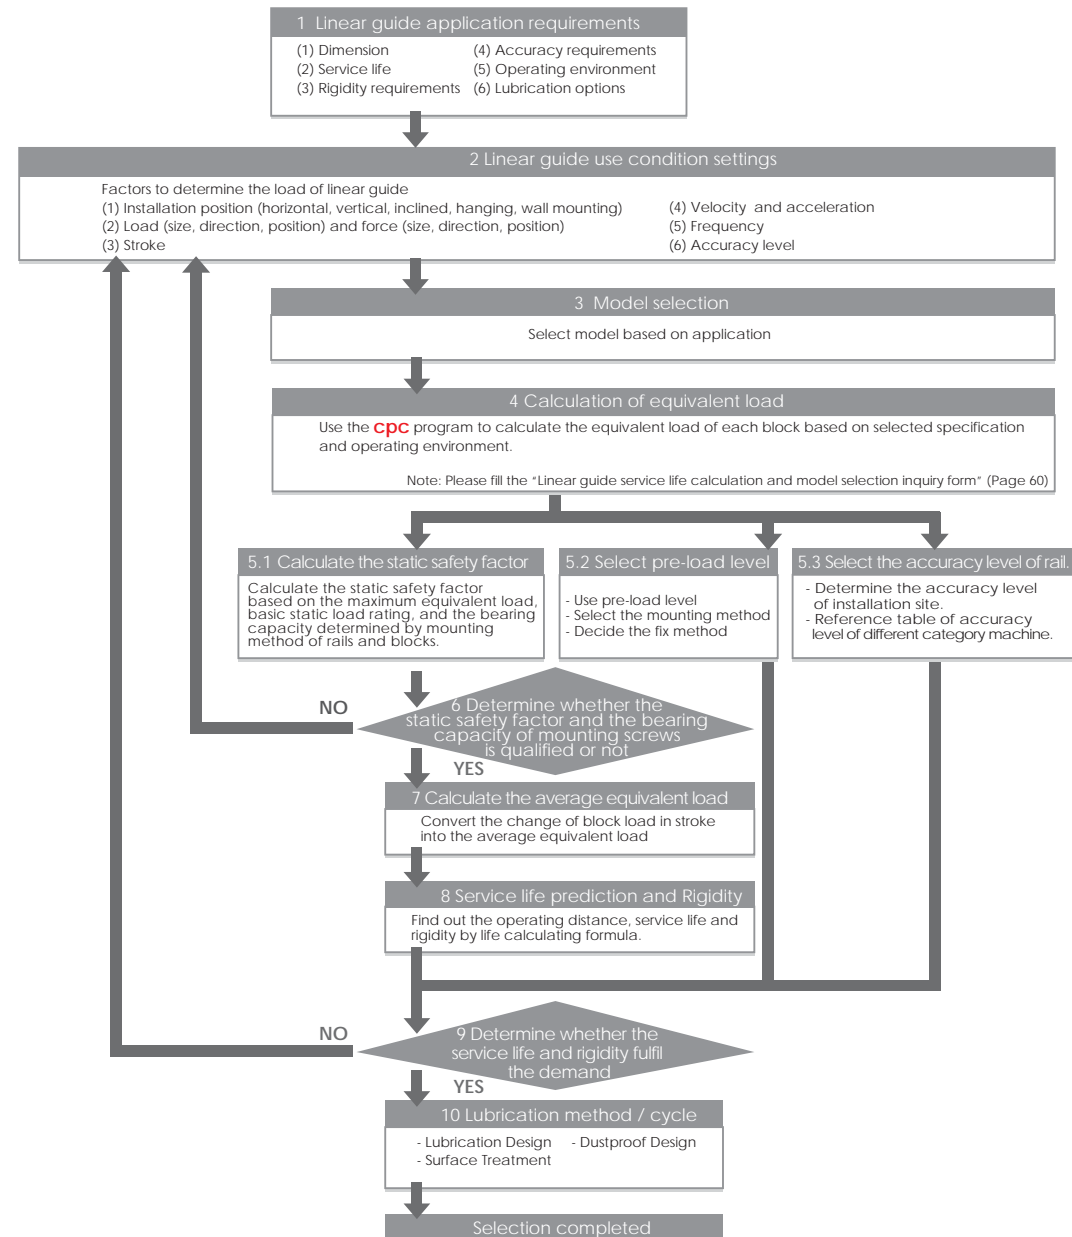 1 Linear guide application requirements
(1) Dimension
(2) Service life
(3) Rigidity requirements
(4) Accuracy requirements
(5) Operating environment
(6) Lubrication options
2 Linear guide use condition settings
Factors to determine the load of linear guide
(1) Installation position (horizontal, vertical, inclined, hanging, wall mounting)
(2) Load (size, direction, position) and force (size, direction, position)
(3) Stroke
(4) Velocity and acceleration
(5) Frequency
(6) Accuracy level
3 Model selection
Select model based on application
4 Calculation of equivalent load
Use the cpc program to calculate the equivalent load of each block based on selected specification
and operating environment.
Note: Please fill the "Linear guide service life calculation and model selection inquiry form" (Page 60)
5.1 Calculate the static safety factor
Calculate the static safety factor
based on the maximum equivalent load,
basic static load rating, and the bearing
capacity determined by mounting
method of rails and blocks.
5.2 Select pre-load level
- Use pre-load level
- Select the mounting method
- Decide the fix method
5.3 Select the accuracy level of rail.
- Determine the accuracy level
of installation site.
- Reference table of accuracy
level of different category machine.
NO
6 Determine whether the
static safety factor and the bearing
capacity of mounting screws
is qualified or not
YES
7 Calculate the average equivalent load
Convert the change of block load in stroke
into the average equivalent load
8 Service life prediction and Rigidity
Find out the operating distance, service life and
rigidity by life calculating formula.
NO
9 Determine whether the
service life and rigidity fulfil
the demand
YES
10 Lubrication method / cycle
- Lubrication Design - Dustproof Design
- Surface Treatment
Selection completed